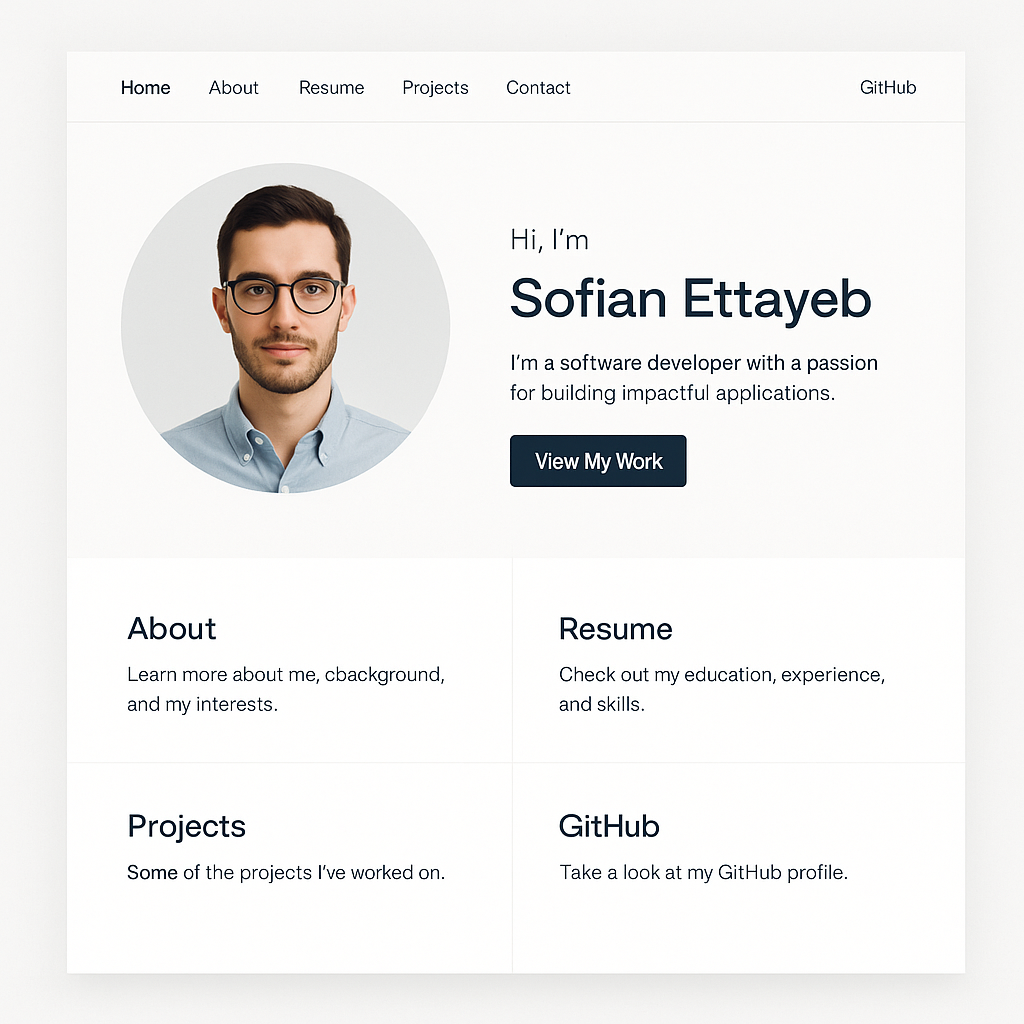 Home About Resume Projects Contact GitHub
Hi, I'm
Sofian Ettayeb
I'm a software developer with a passion
for building impactful applications.
View My Work
About
Learn more about me, cbackground,
and my interests.
Resume
Check out my education, experience,
and skills.
Projects
Some of the projects I've worked on.
GitHub
Take a look at my GitHub profile.